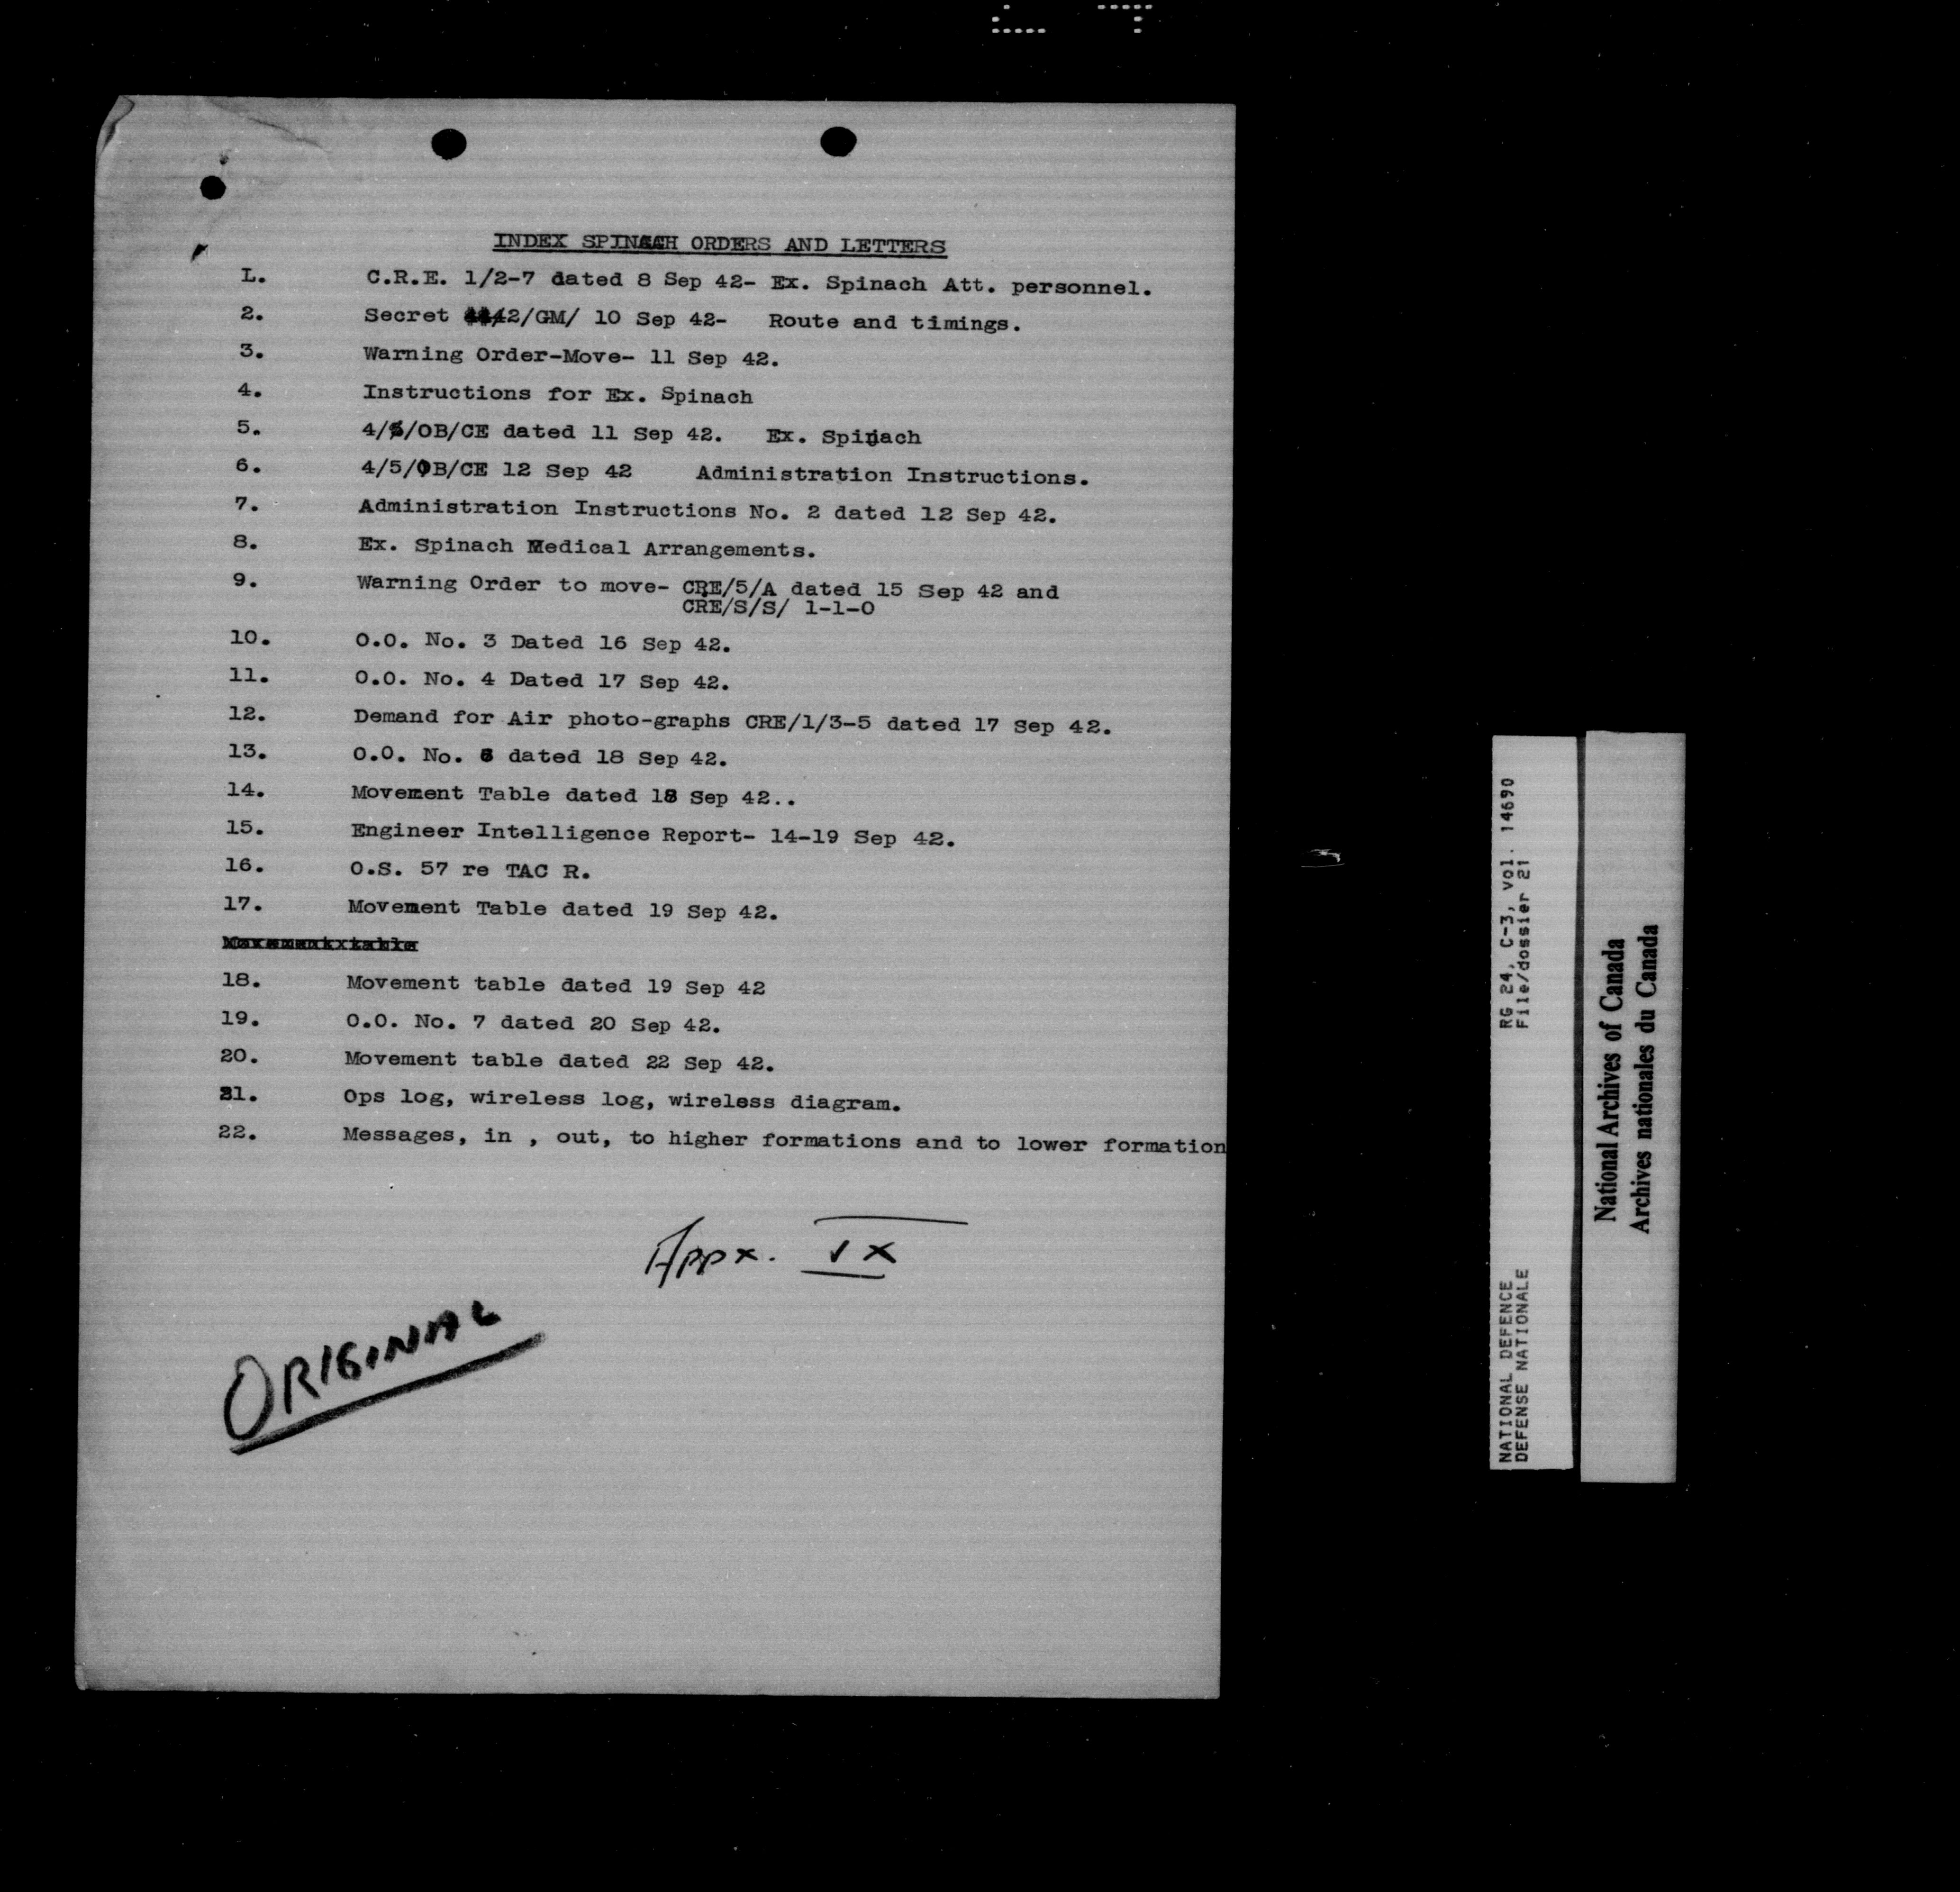 INDEX SPINACH ORDERS AND LETTERS
L. C.R.E. 1/2-7 dated 8 Sep 42- Ex. Spinach Att. personnel.
2. Secret 2/GM/ 10 Sep 42- Route and timings.
3. Warning Order-Move- 11 Sep 42.
4. Instructions for Ex. Spinach
5. 4/5/OB/CE dated 11 Sep 42. Ex. Spinach
6. 4/5/OB/CE 12 Sep 42 Administration Instructions.
7. Administration Instructions No. 2 dated 12 Sep 42.
8. Ex. Spinach Medical Arrangements.
9. Warning Order to move- CRE/5/A dated 15 Sep 42 and
CRE/S/S/ 1-1-0
10. O.O. No. 3 Dated 16 Sep 42.
11. O.O. No. 4 Dated 17 Sep 42.
12. Demand for Air photo-graphs CRE/1/3-5 dated 17 Sep 42.
13. O.O. No. dated 18 Sep 42.
14. Movement Table dated 18 Sep 42..
15. Engineer Intelligence Report- 14-19 Sep 42.
16. O.S. 57 re TAC R.
17. Movement Table dated 19 Sep 42.
18. Movement table dated 19 Sep 42
19. O.O. No. 7 dated 20 Sep 42.
20. Movement table dated 22 Sep 42.
21. Ops log, wireless log, wireless diagram.
22. Messages, in , out, to higher formations and to lower formation
Appx. IX
ORIGINAL
NATIONAL DEFENCE RG 24, C-3, vol. 14690
DEFENSE NATIONALE File/dossier 21
National Archives of Canada
Archives nationales du Canada